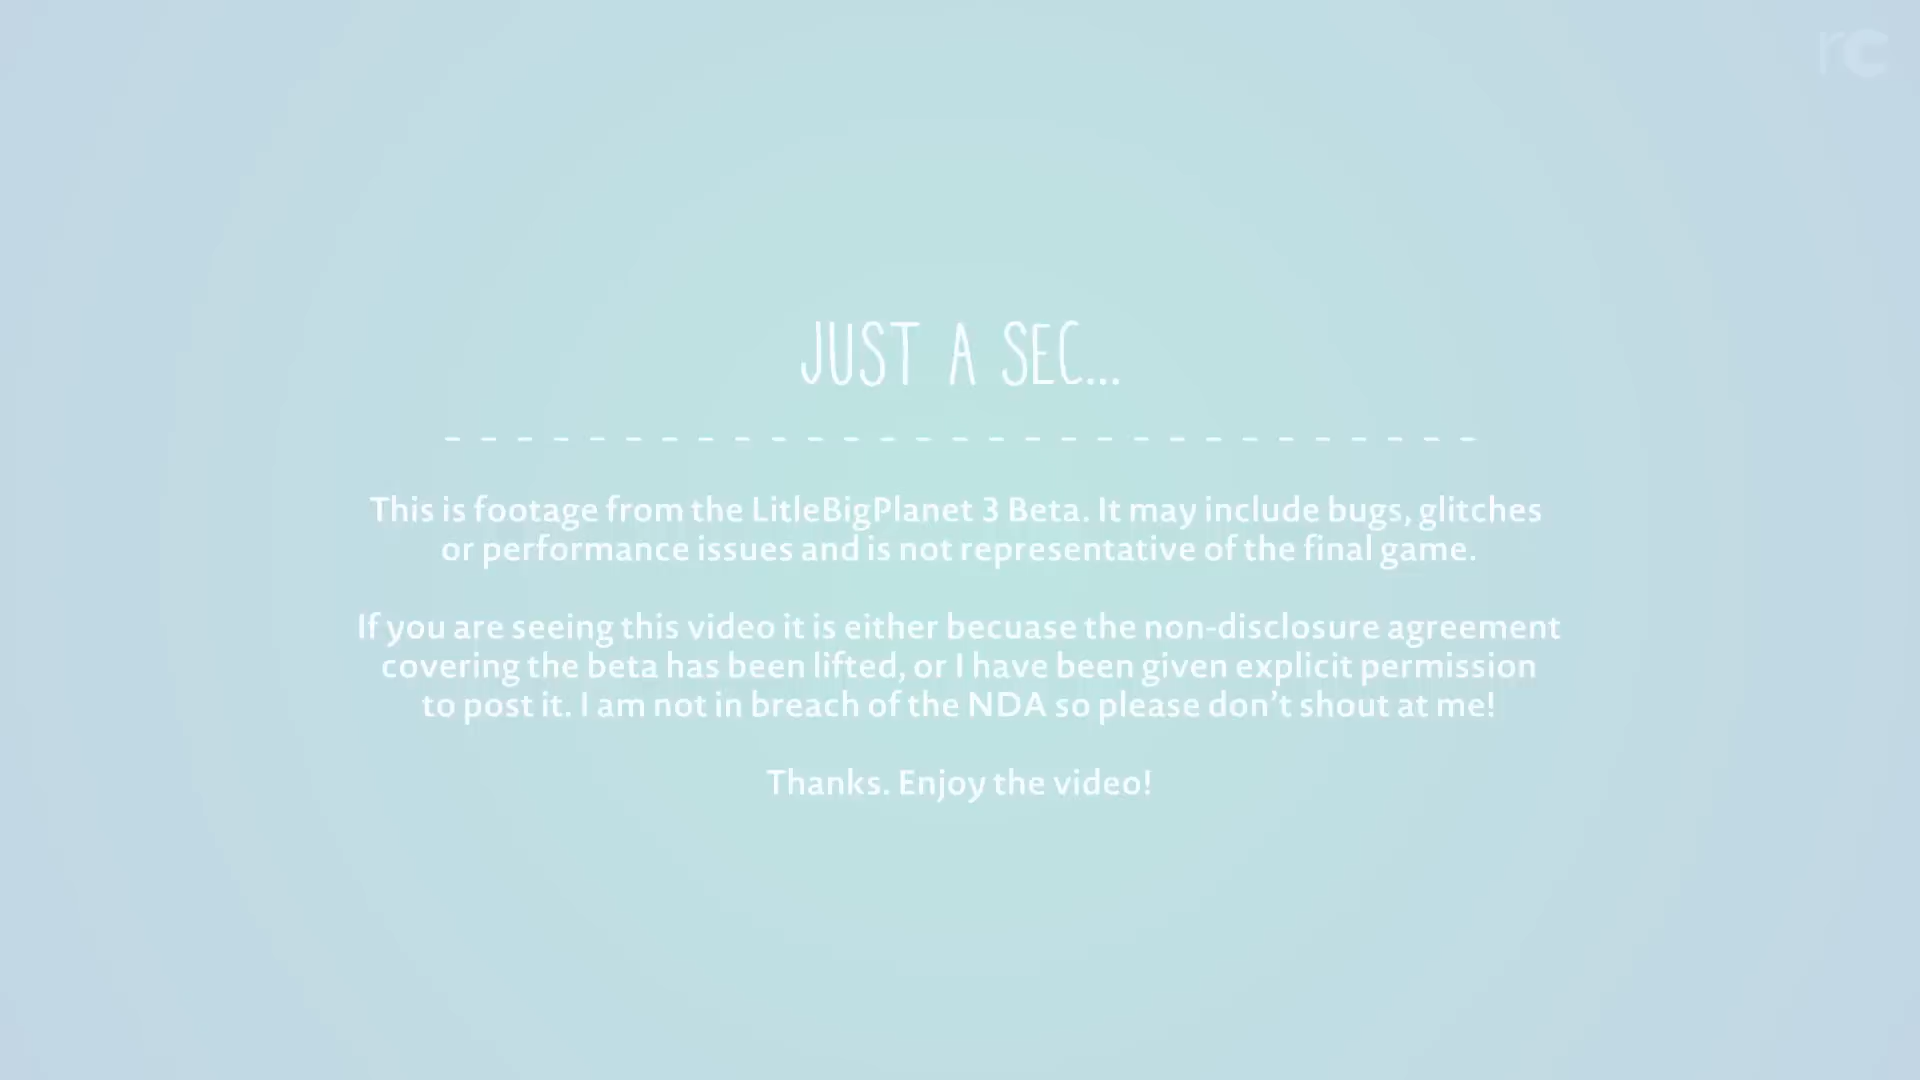 rc
JUST A SEC...
This is footage from the LitleBigPlanet 3 Beta. It may include bugs, glitches
or performance issues and is not representative of the final game.
If you are seeing this video it is either becuase the non-disclosure agreement
covering the beta has been lifted, or I have been given explicit permission
to post it. I am not in breach of the NDA so please don’t shout at me!
Thanks. Enjoy the video!